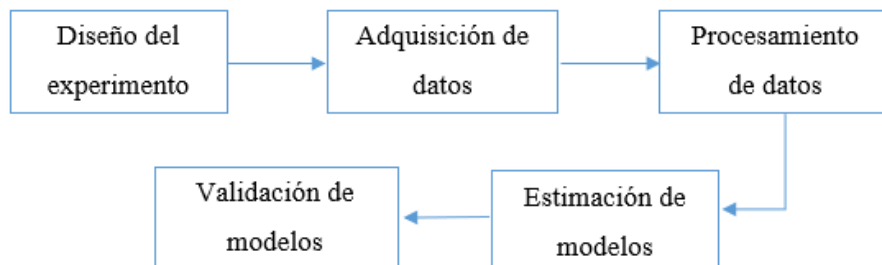 Diseño del
experimento
Adquisición de
datos
Procesamiento
de datos
Estimación de
modelos
Validación de
modelos